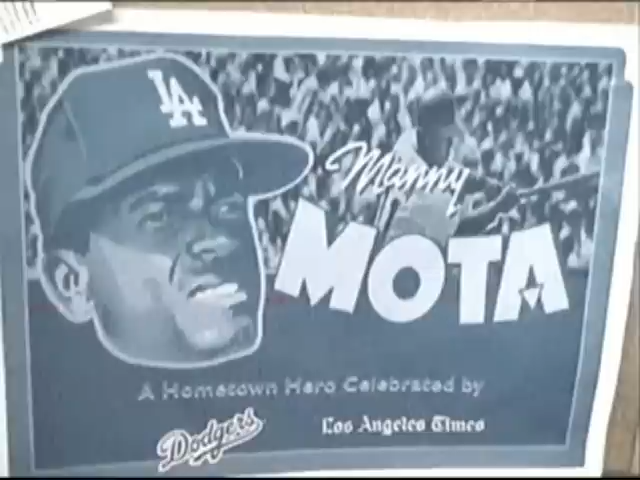 LA
Manny
MOTA
A Hometown Hero Celebrated by
Dodgers
Los Angeles Times